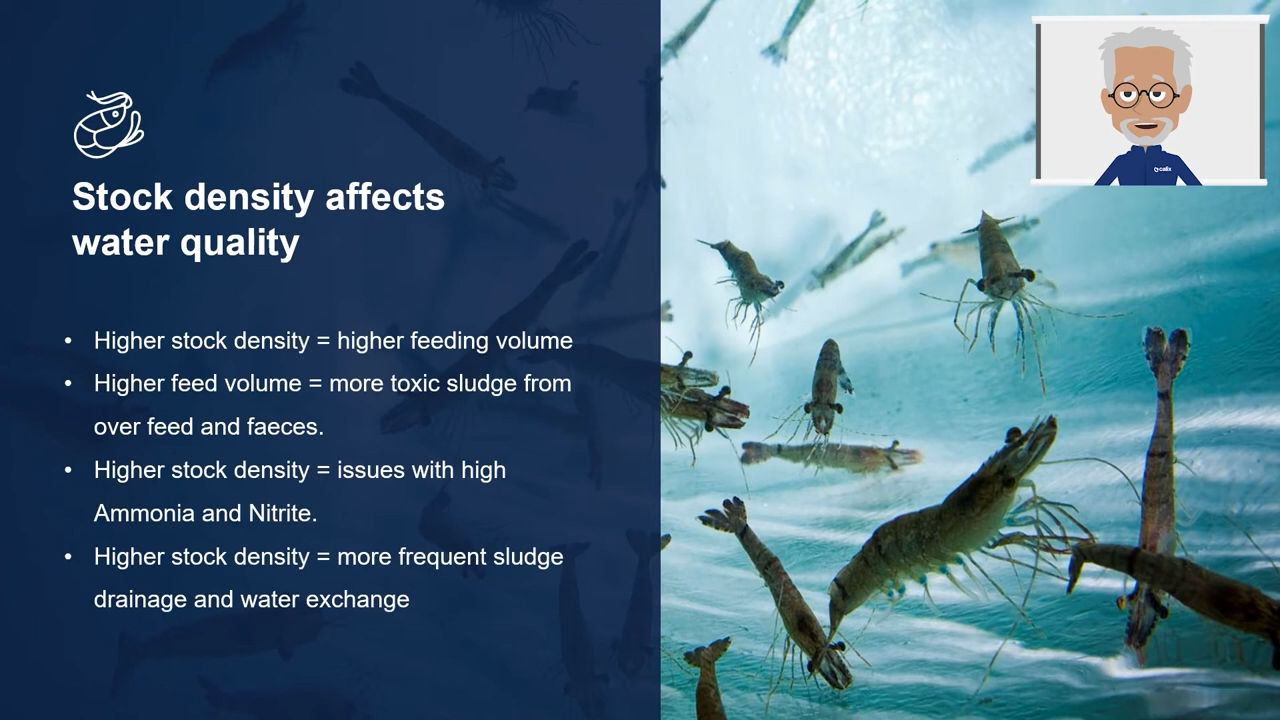 Stock density affects
water quality
• Higher stock density = higher feeding volume
• Higher feed volume = more toxic sludge from
over feed and faeces.
• Higher stock density = issues with high
Ammonia and Nitrite.
• Higher stock density = more frequent sludge
drainage and water exchange
calix